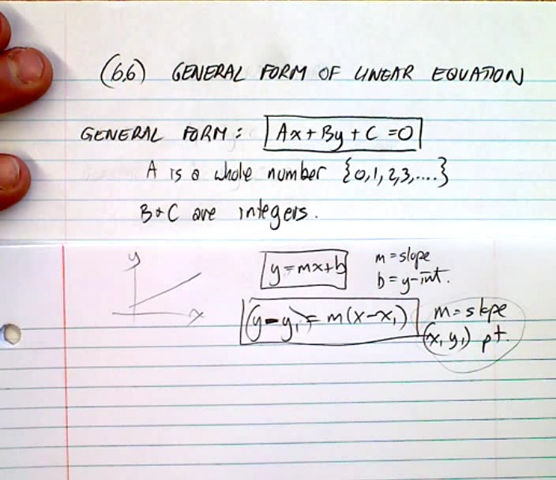 (6.6) GENERAL FORM OF LINEAR EQUATION
GENERAL FORM: Ax + By + C = 0
A is a whole number {0,1,2,3,....}
B + C are integers.
y
x
y = mx + b
m = slope
b = y-int.
(y - y₁) = m(x - x₁)
m = slope
(x₁, y₁) pt.